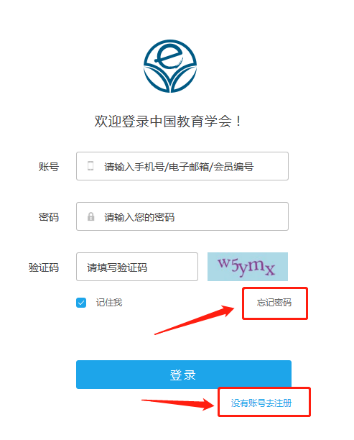 欢迎登录中国教育学会！
账号 请输入手机号/电子邮箱/会员编号
密码 请输入您的密码
验证码 请填写验证码 w5ymx
记住我 忘记密码
登录
没有账号去注册